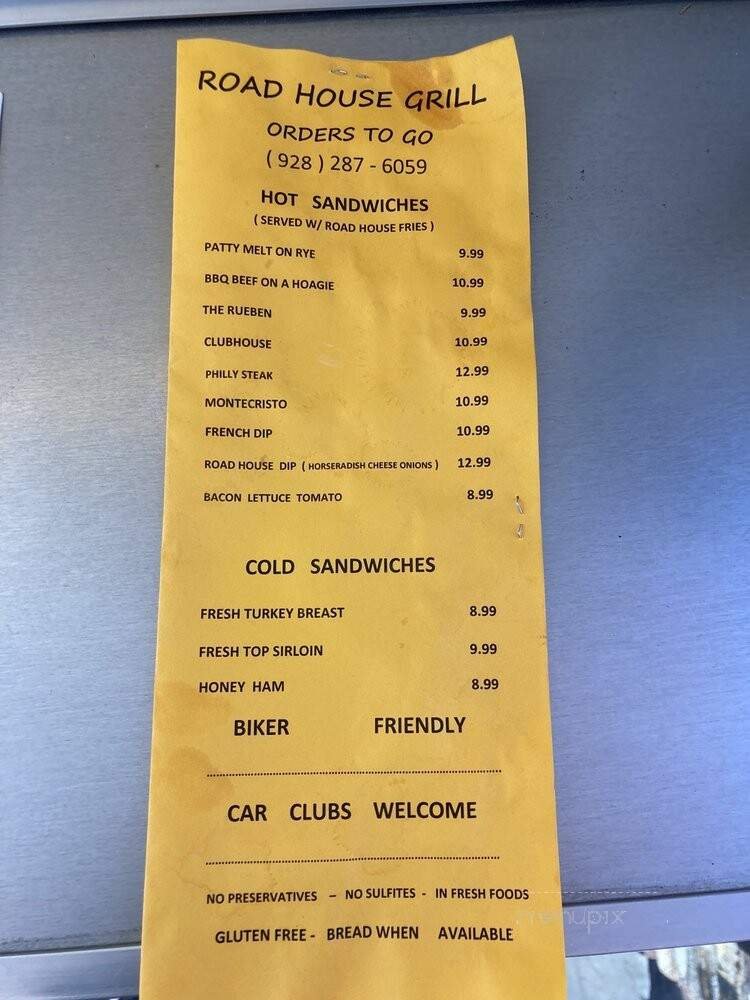 ROAD HOUSE GRILL
ORDERS TO GO
( 928 ) 287 - 6059
HOT SANDWICHES
( SERVED W/ ROAD HOUSE FRIES )
PATTY MELT ON RYE 9.99
BBQ BEEF ON A HOAGIE 10.99
THE RUEBEN 9.99
CLUBHOUSE 10.99
PHILLY STEAK 12.99
MONTECRISTO 10.99
FRENCH DIP 10.99
ROAD HOUSE DIP ( HORSERADISH CHEESE ONIONS ) 12.99
BACON LETTUCE TOMATO 8.99
COLD SANDWICHES
FRESH TURKEY BREAST 8.99
FRESH TOP SIRLOIN 9.99
HONEY HAM 8.99
BIKER FRIENDLY
CAR CLUBS WELCOME
NO PRESERVATIVES – NO SULFITES - IN FRESH FOODS
GLUTEN FREE - BREAD WHEN AVAILABLE
menupix